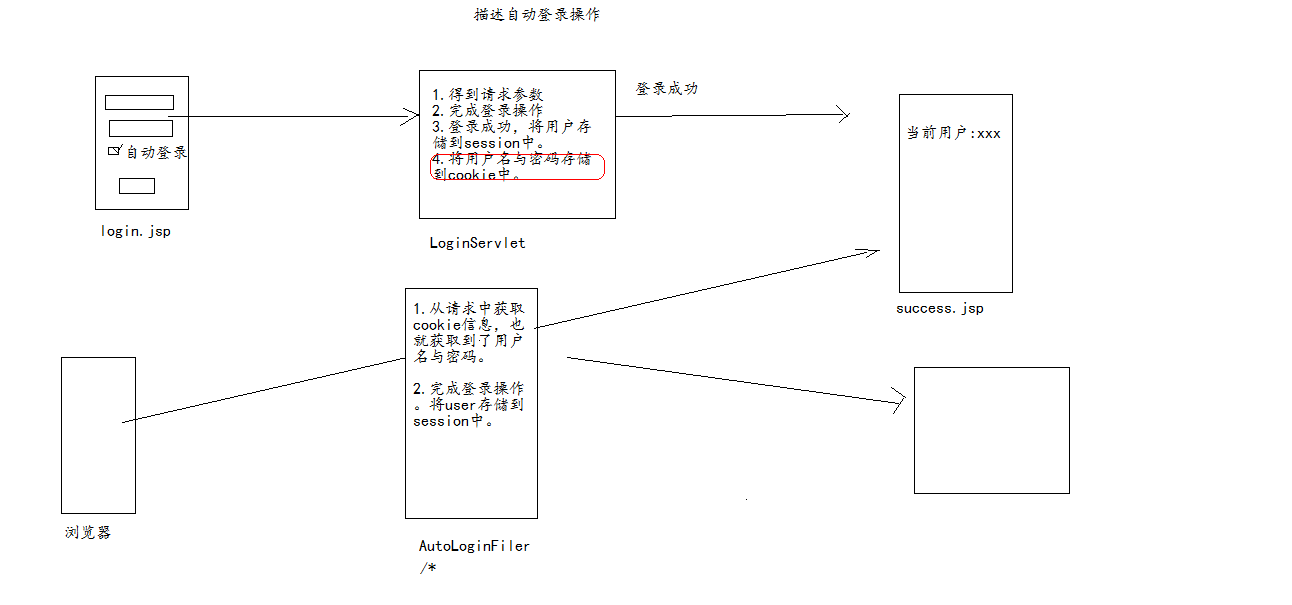 描述自动登录操作
自动登录
login.jsp
1.得到请求参数
2.完成登录操作
3.登录成功，将用户存
储到session中。
4.将用户名与密码存储
到cookie中。
LoginServlet
登录成功
当前用户:xxx
success.jsp
浏览器
1.从请求中获取
cookie信息，也
就获取到了用户
名与密码。
2.完成登录操作
。将user存储到
session中。
AutoLoginFiler
/*